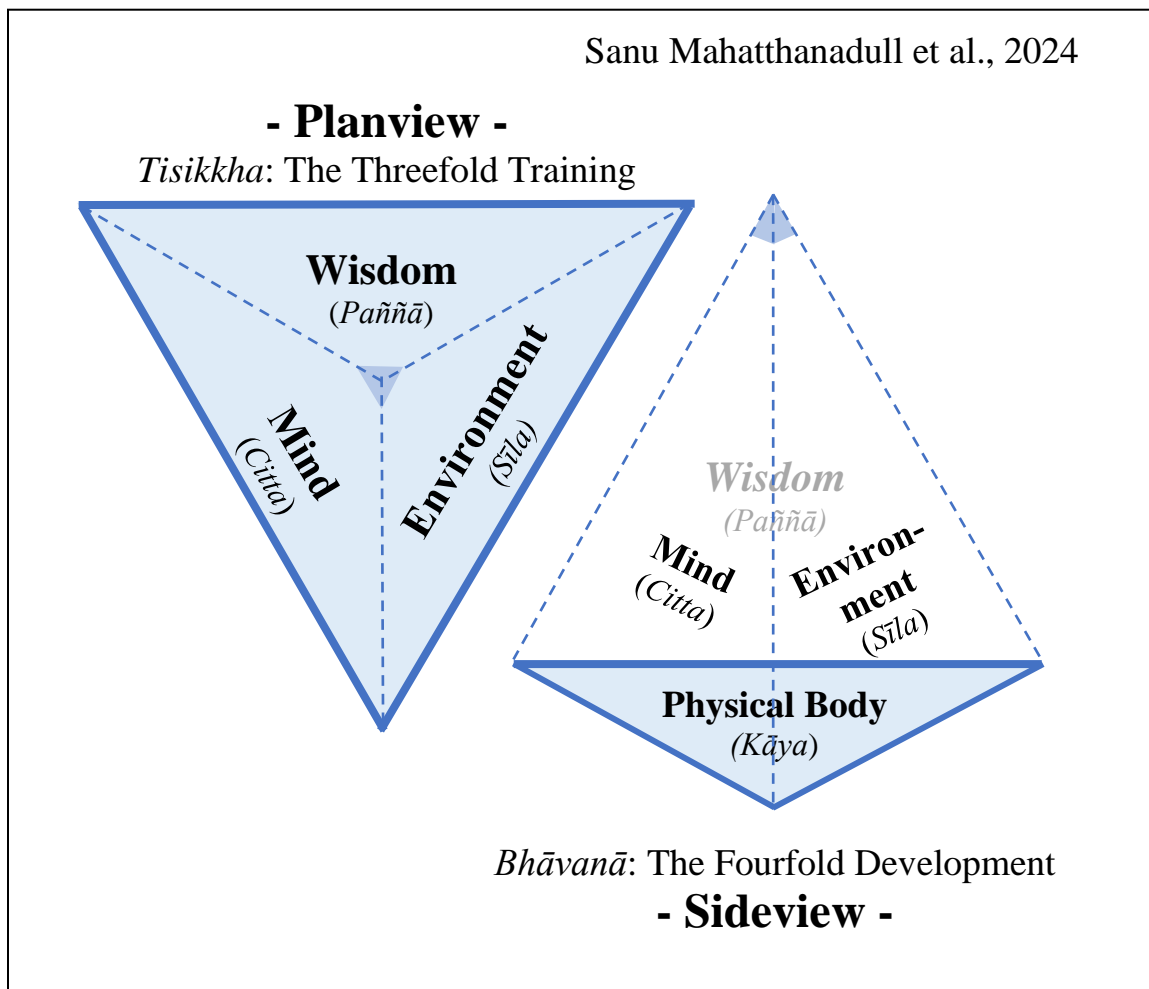 Sanu Mahatthanadull et al., 2024
- Planview -
Tisikkha: The Threefold Training
Wisdom
(Paññā)
Mind
(Citta)
Environment
(Sīla)
Wisdom
(Paññā)
Mind
(Citta)
Environ-
ment
(Sīla)
Physical Body
(Kāya)
Bhāvanā: The Fourfold Development
- Sideview -